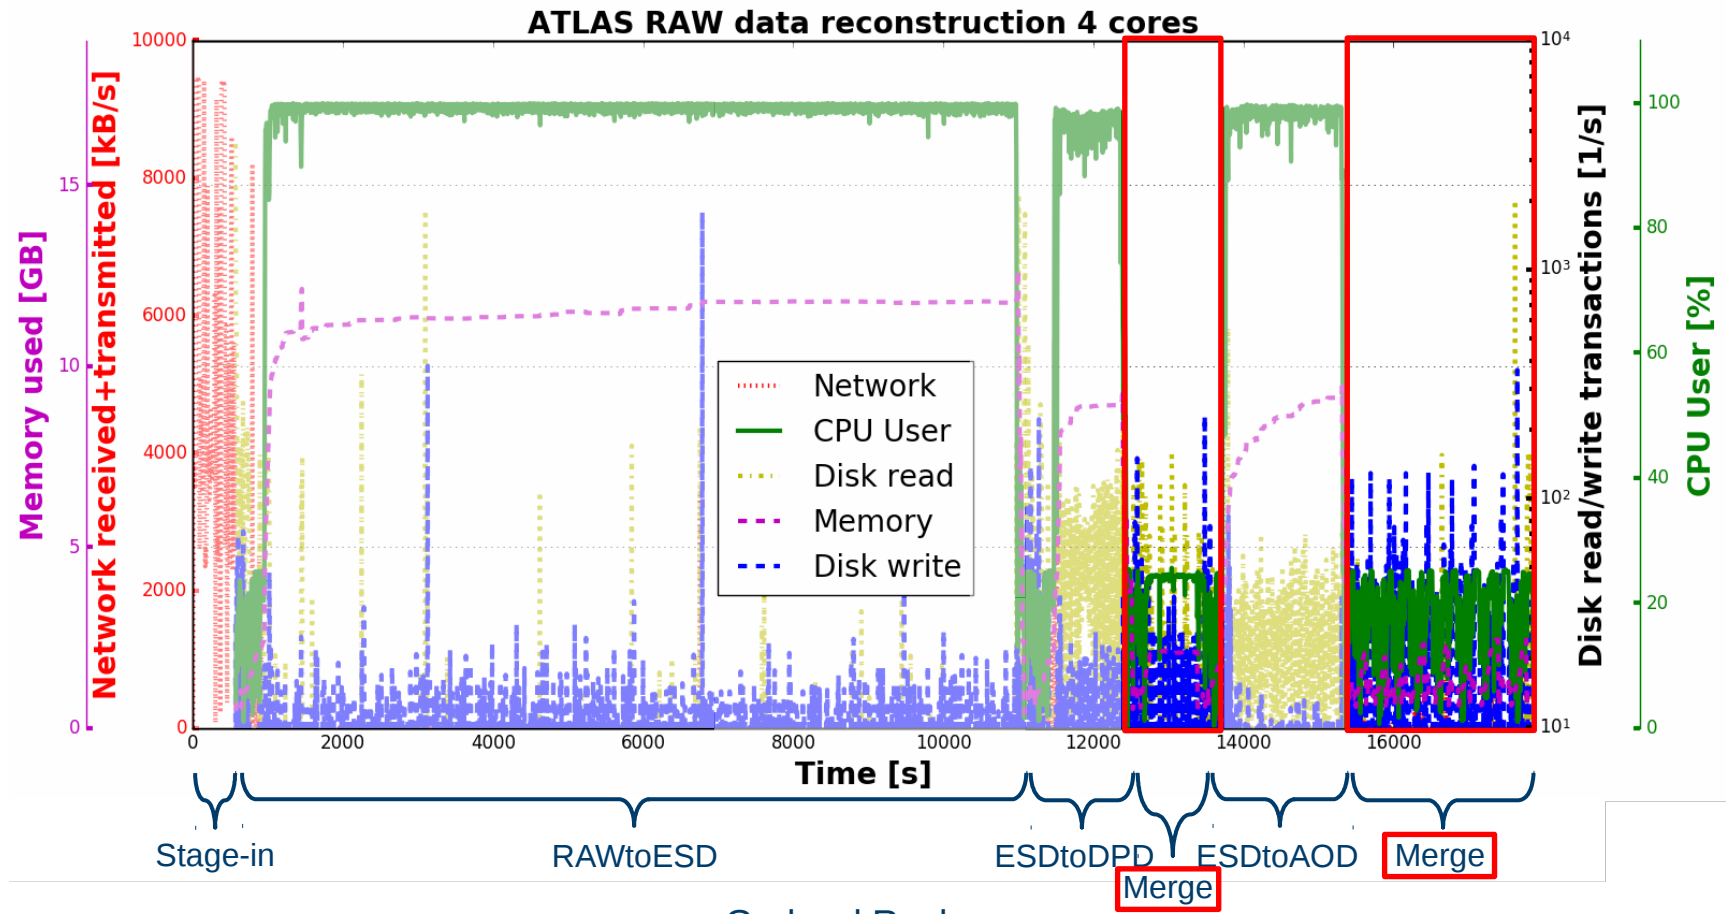 ATLAS RAW data reconstruction 4 cores
Memory used [GB]
15
10
5
0
Network received+transmitted [kB/s]
10000
8000
6000
4000
2000
0
Network
CPU User
Disk read
Memory
Disk write
10⁴
10³
10²
10¹
Disk read/write transactions [1/s]
100
80
60
40
20
0
CPU User [%]
0 2000 4000 6000 8000 10000 12000 14000 16000
Time [s]
Stage-in RAWtoESD ESDtoDPD ESDtoAOD Merge
Merge